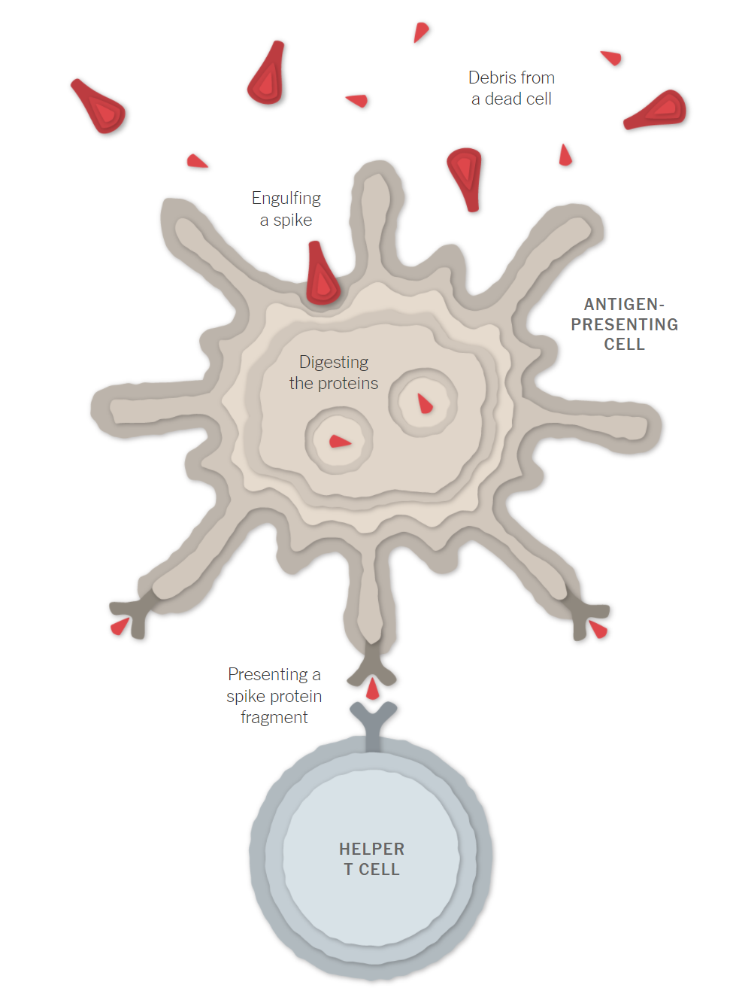 Debris from
a dead cell
Engulfing
a spike
ANTIGEN-
PRESENTING
CELL
Digesting
the proteins
Presenting a
spike protein
fragment
HELPER
T CELL